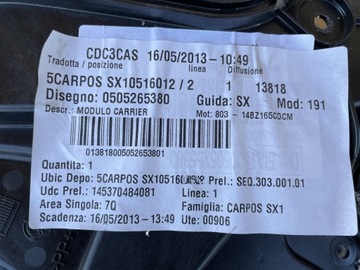 CDC3CAS 16/05/2013-10:49
Tradotta / posizione linea Diffusione
5CARPOS SX10516012 / 2 1 13818
Disegno: 0505265380 Guida: SX Mod: 191
Descr.: MODULO CARRIER Mot: 803 - 14BZ165CDCM
013818005052653801
Quantita: 1
Ubic Depo: 5CARPOS SX10516 Prel.: SEQ.303.001.01
Udc Prel.: 145370484081 Linea: 1
Area Singola: 7Q Famiglia: CARPOS SX1
Scadenza: 16/05/2013 - 13:49 Ute: 00906